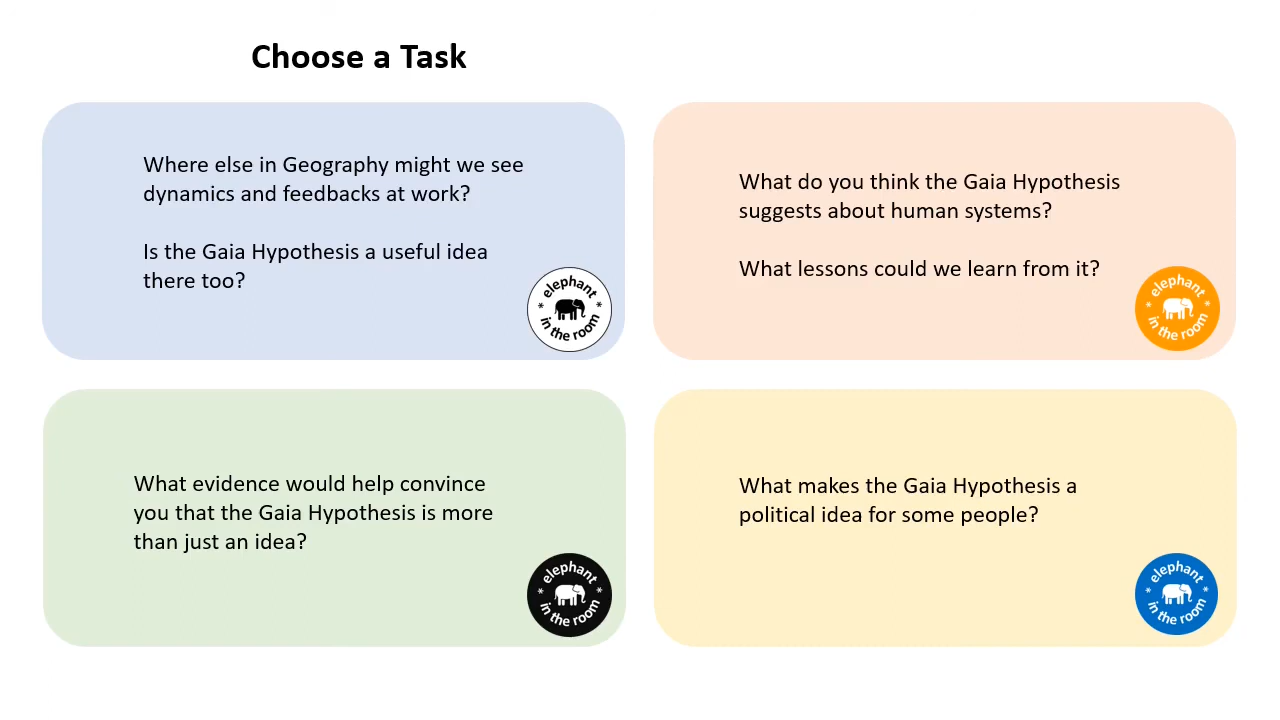 Choose a Task
Where else in Geography might we see
dynamics and feedbacks at work?
Is the Gaia Hypothesis a useful idea
there too?
* elephant *
in the room
What do you think the Gaia Hypothesis
suggests about human systems?
What lessons could we learn from it?
* elephant *
in the room
What evidence would help convince
you that the Gaia Hypothesis is more
than just an idea?
* elephant *
in the room
What makes the Gaia Hypothesis a
political idea for some people?
* elephant *
in the room